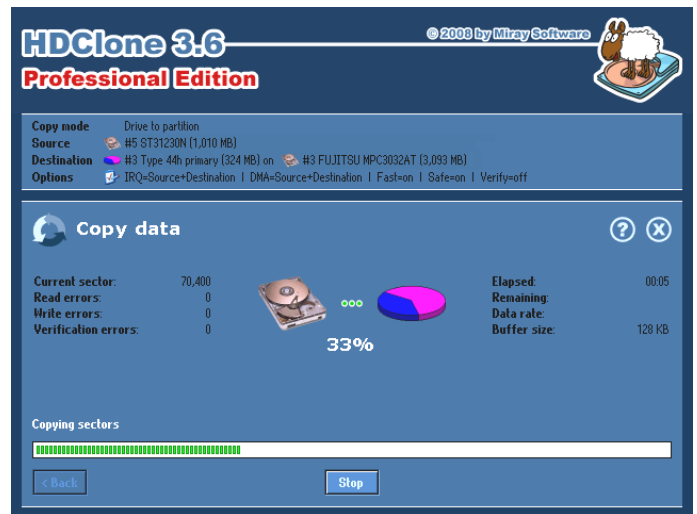 HDClone 3.6
© 2008 by Miray Software
Professional Edition
Copy mode Drive to partition
Source #5 ST31230N (1,010 MB)
Destination #3 Type 44h primary (324 MB) on #3 FUJITSU MPC3032AT (3,093 MB)
Options IRQ=Source+Destination | DMA=Source+Destination | Fast=on | Safe=on | Verify=off
Copy data
? X
Current sector: 70,400
Read errors: 0
Write errors: 0
Verification errors: 0
33%
Elapsed: 00:05
Remaining:
Data rate:
Buffer size: 128 KB
Copying sectors
< Back
Stop